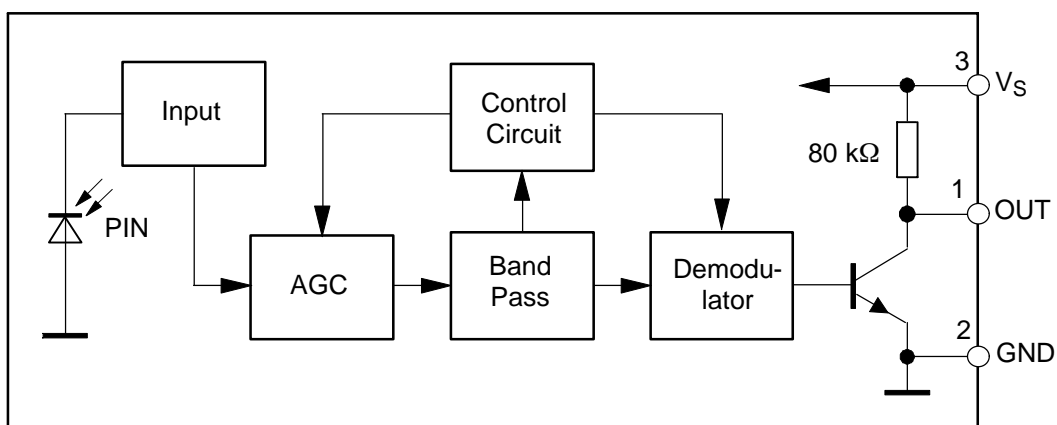 Input
Control
Circuit
3
V_S
80 kΩ
1
OUT
PIN
AGC
Band
Pass
Demodu-
lator
2
GND